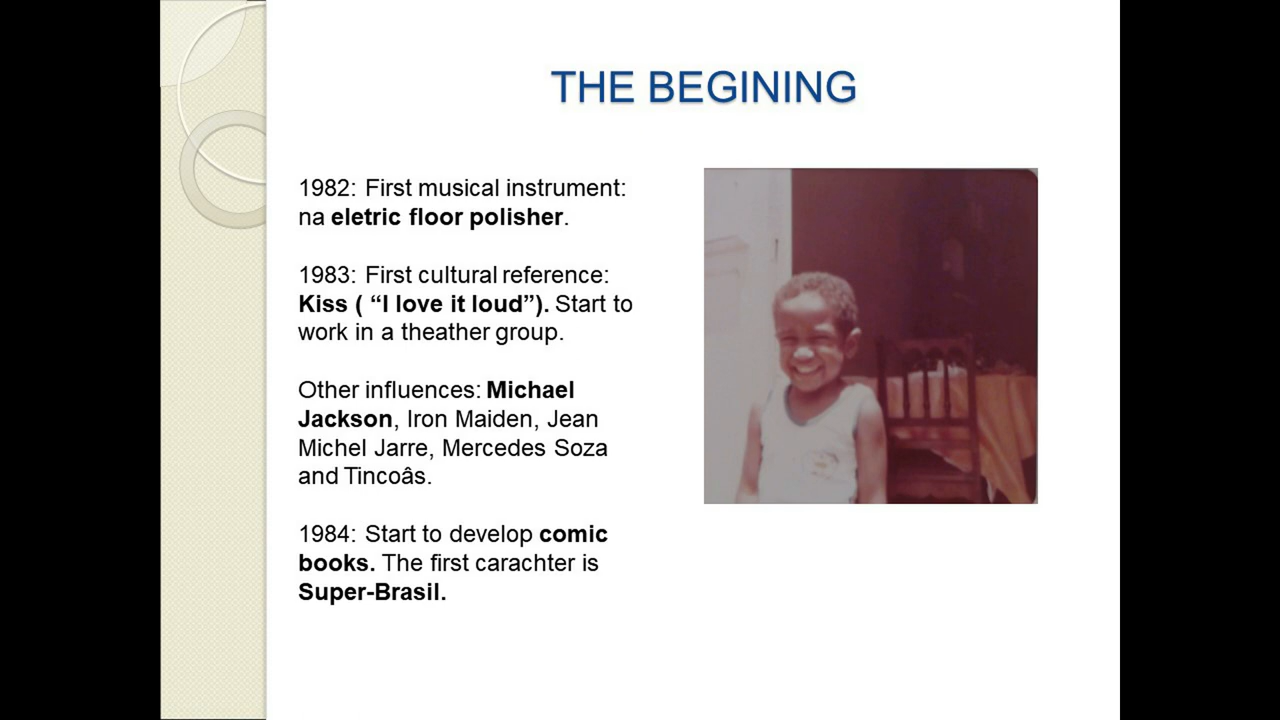 THE BEGINING
1982: First musical instrument:
na eletric floor polisher.
1983: First cultural reference:
Kiss ( “I love it loud”). Start to
work in a theather group.
Other influences: Michael
Jackson, Iron Maiden, Jean
Michel Jarre, Mercedes Soza
and Tincoâs.
1984: Start to develop comic
books. The first carachter is
Super-Brasil.